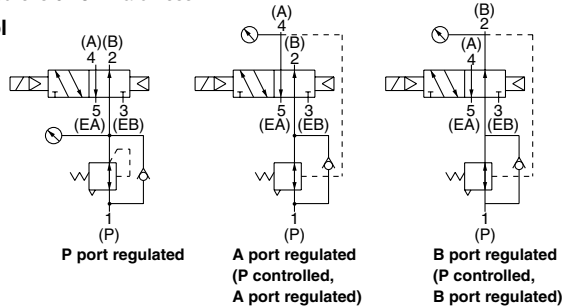 (A)(B)
4 2
5 3
(EA) (EB)
1
(P)
P port regulated
(A)
4
(B)
2
5 3
(EA) (EB)
1
(P)
A port regulated
(P controlled,
A port regulated)
(B)
2
(A)
4
5 3
(EA) (EB)
1
(P)
B port regulated
(P controlled,
B port regulated)